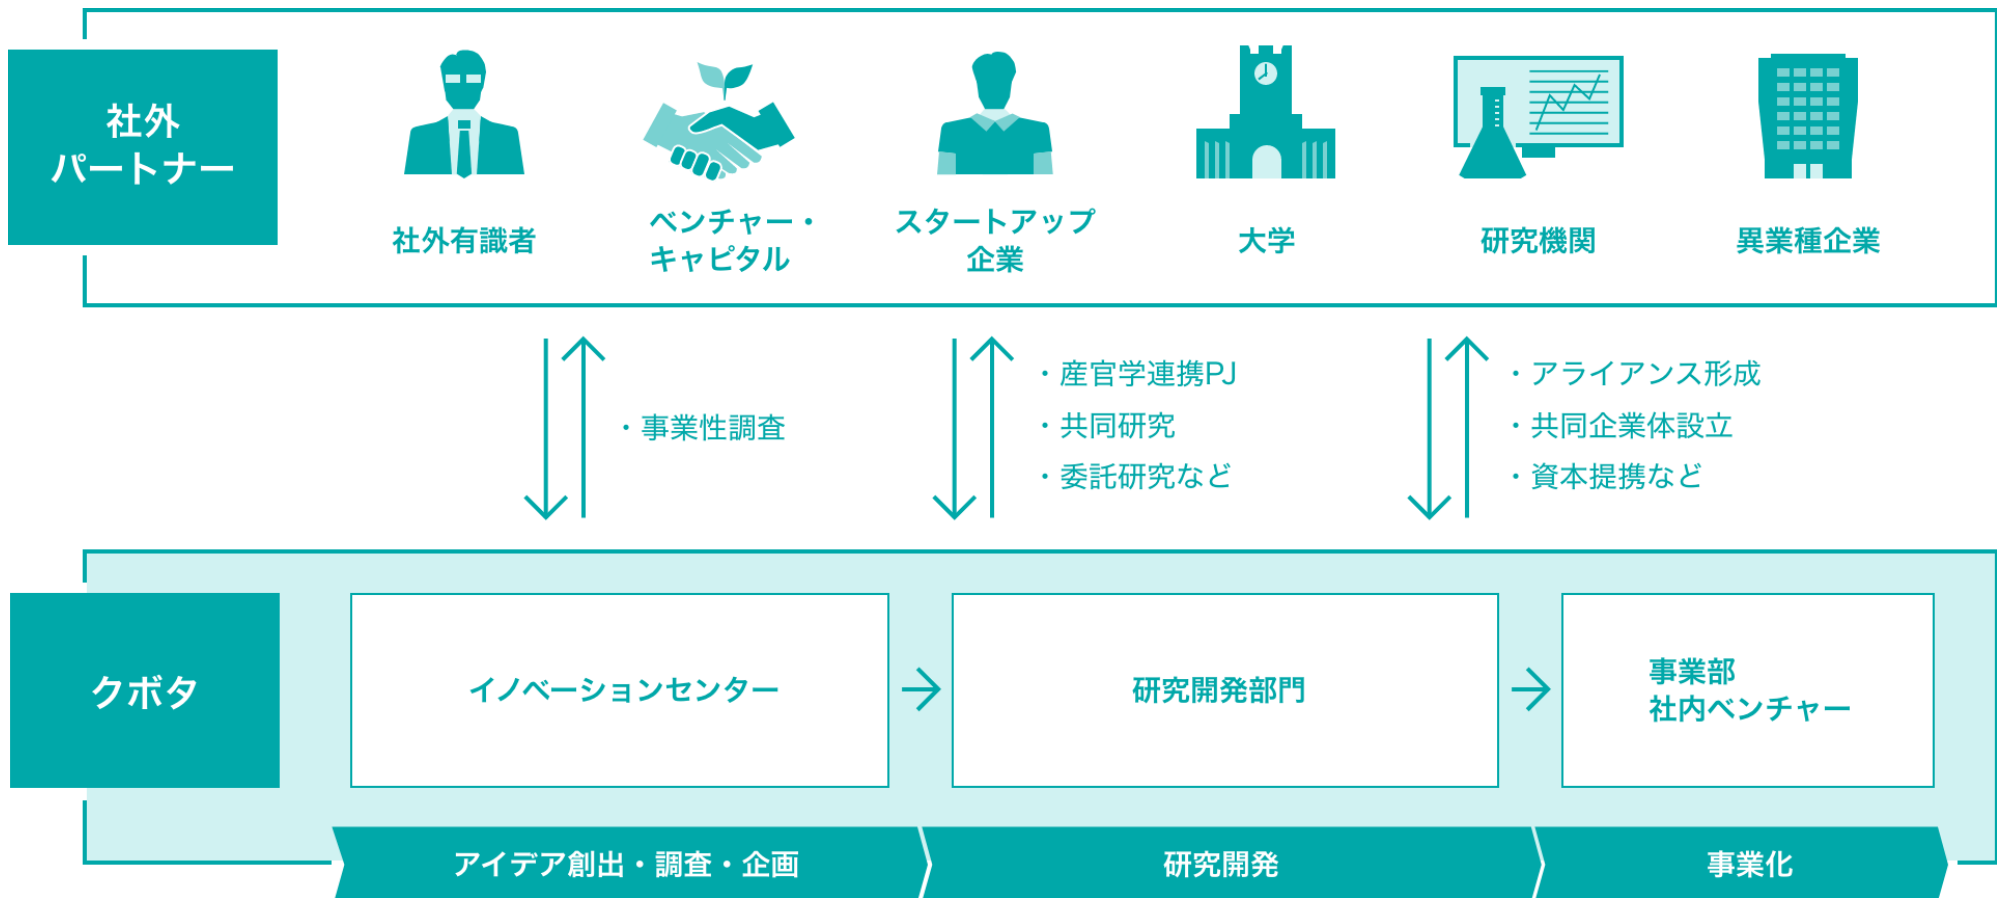 社外
パートナー
社外有識者
ベンチャー・
キャピタル
スタートアップ
企業
大学
研究機関
異業種企業
・事業性調査
・産官学連携PJ
・共同研究
・委託研究など
・アライアンス形成
・共同企業体設立
・資本提携など
クボタ
イノベーションセンター
研究開発部門
事業部
社内ベンチャー
アイデア創出・調査・企画
研究開発
事業化